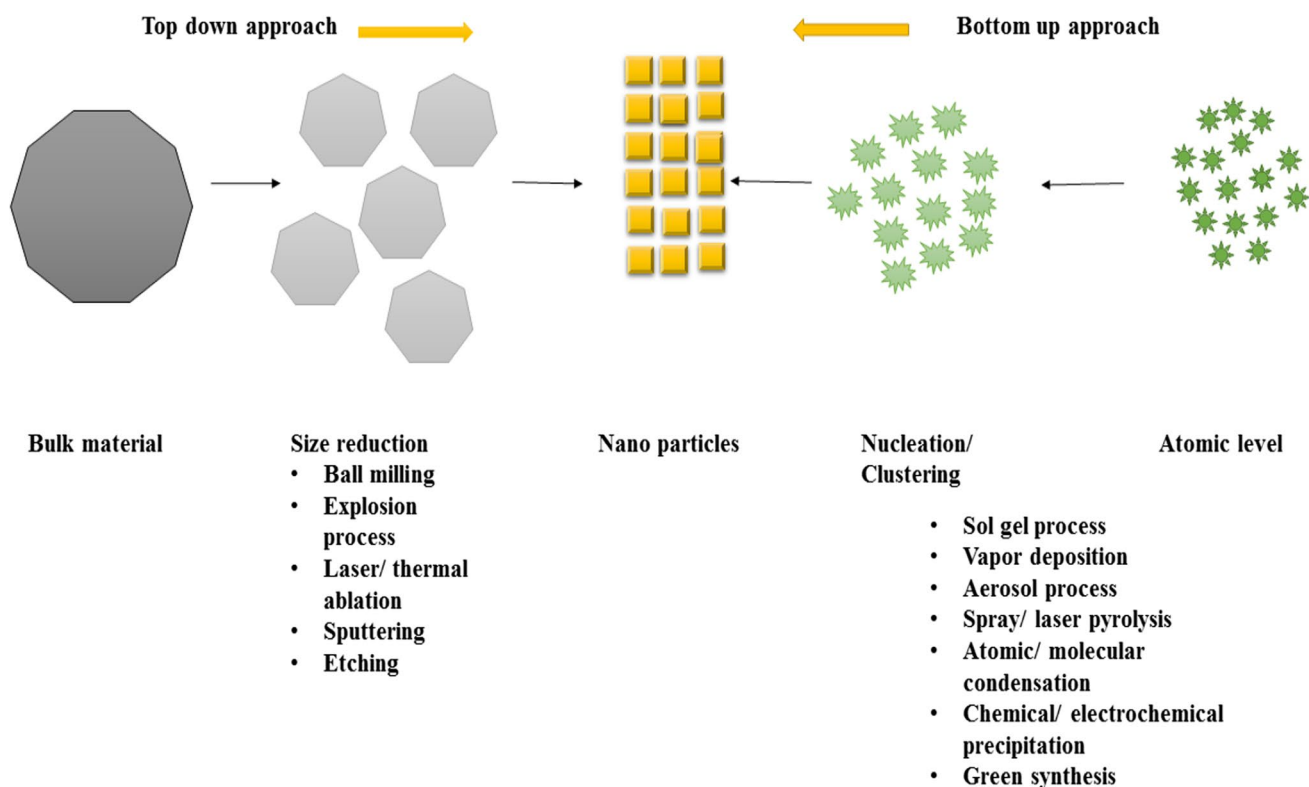 Top down approach
Bottom up approach
Bulk material
Size reduction
• Ball milling
• Explosion
process
• Laser/ thermal
ablation
• Sputtering
• Etching
Nano particles
Nucleation/
Clustering
• Sol gel process
• Vapor deposition
• Aerosol process
• Spray/ laser pyrolysis
• Atomic/ molecular
condensation
• Chemical/ electrochemical
precipitation
• Green synthesis
Atomic level